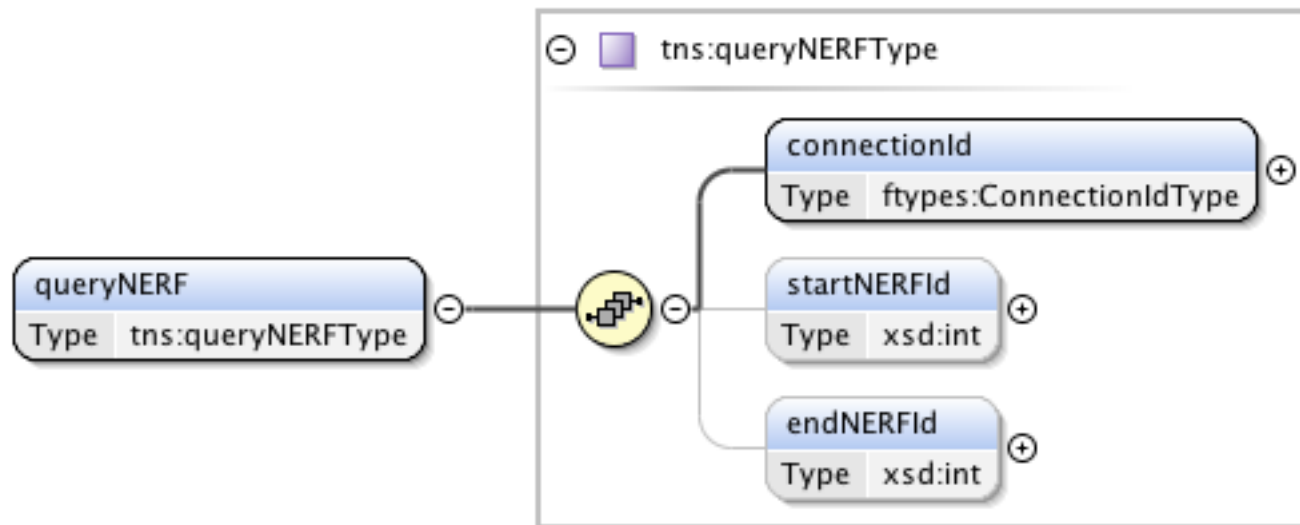 tns:queryNERFType
connectionId
Type ftypes:ConnectionIdType
queryNERF
Type tns:queryNERFType
startNERFId
Type xsd:int
endNERFId
Type xsd:int